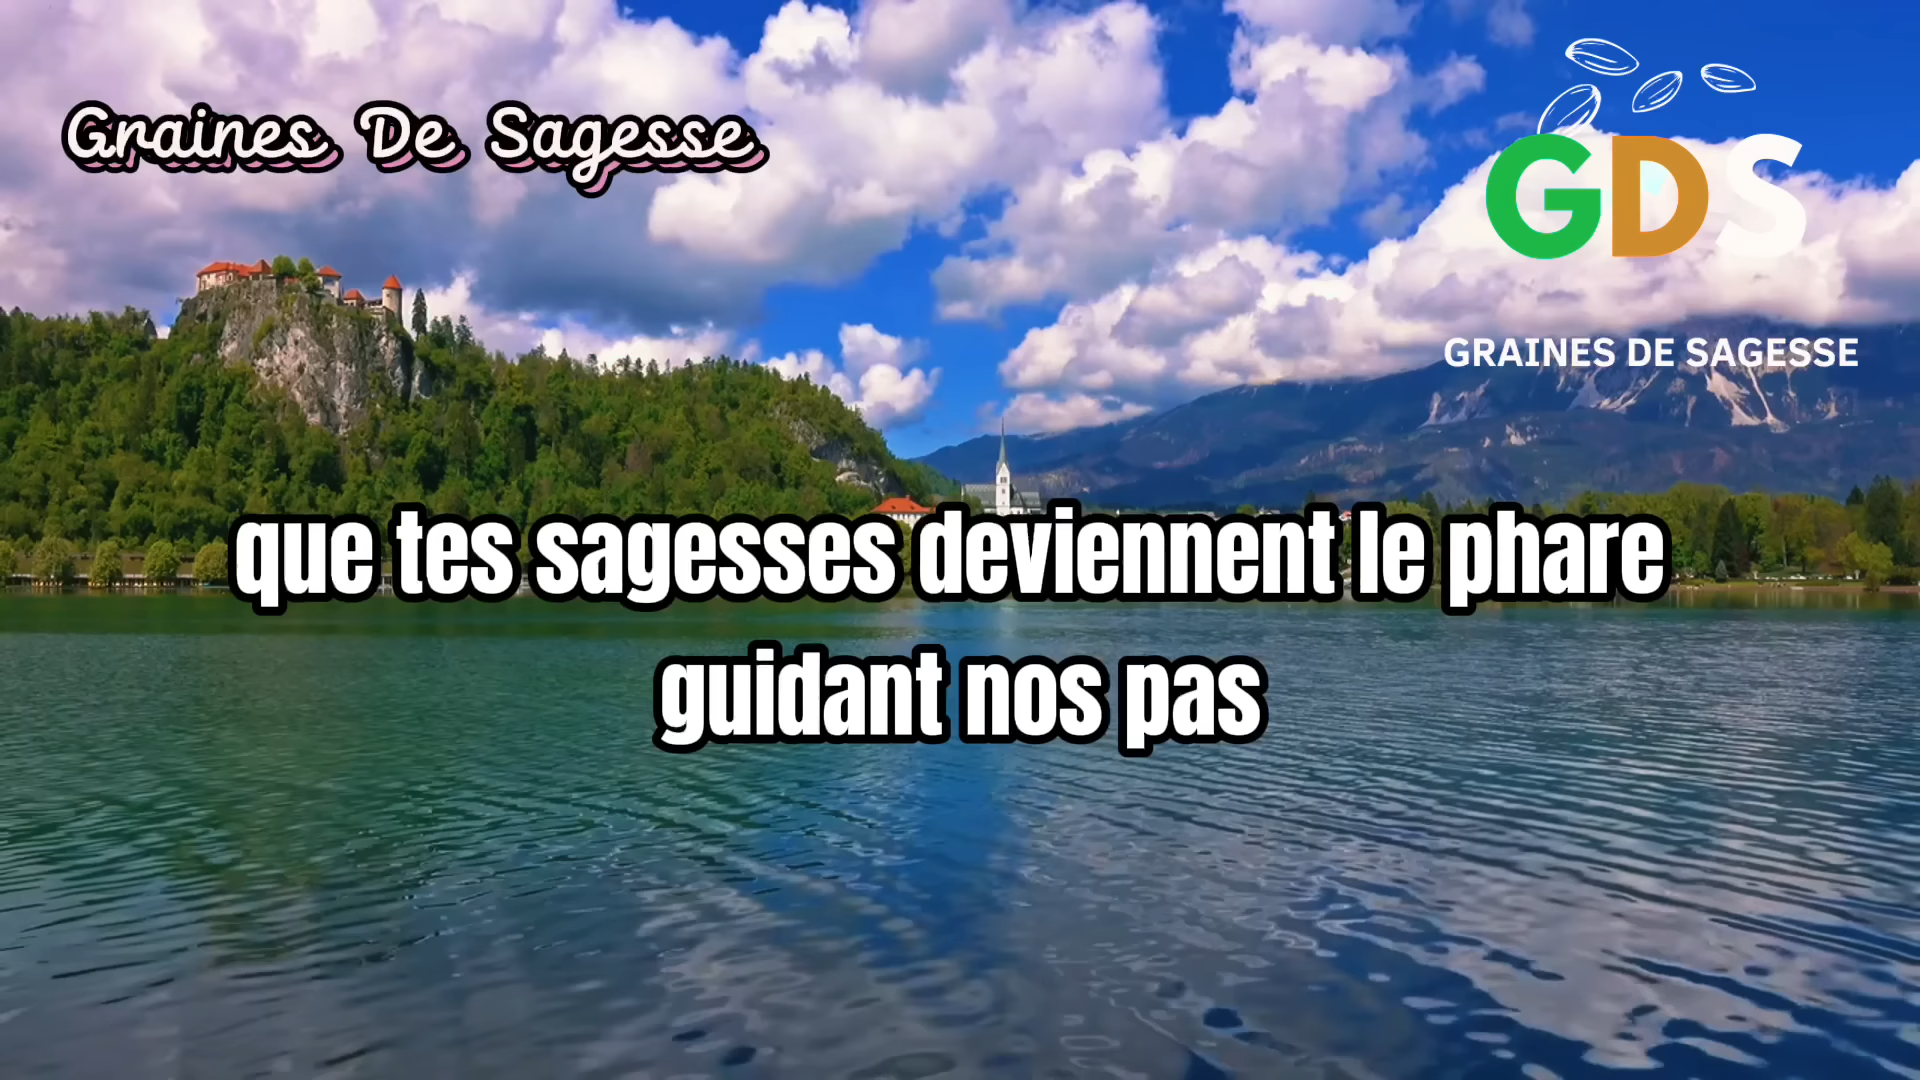 Graines De Sagesse
GDS
GRAINES DE SAGESSE
que tes sagesses deviennent le phare
guidant nos pas